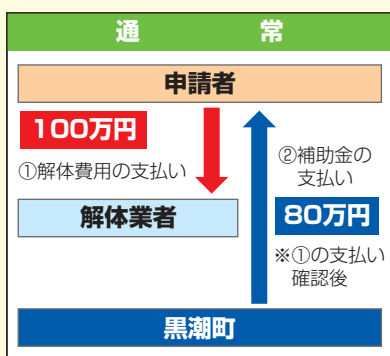 通　常
申請者
100万円
①解体費用の支払い
②補助金の
支払い
解体業者
80万円
※①の支払い
確認後
黒潮町